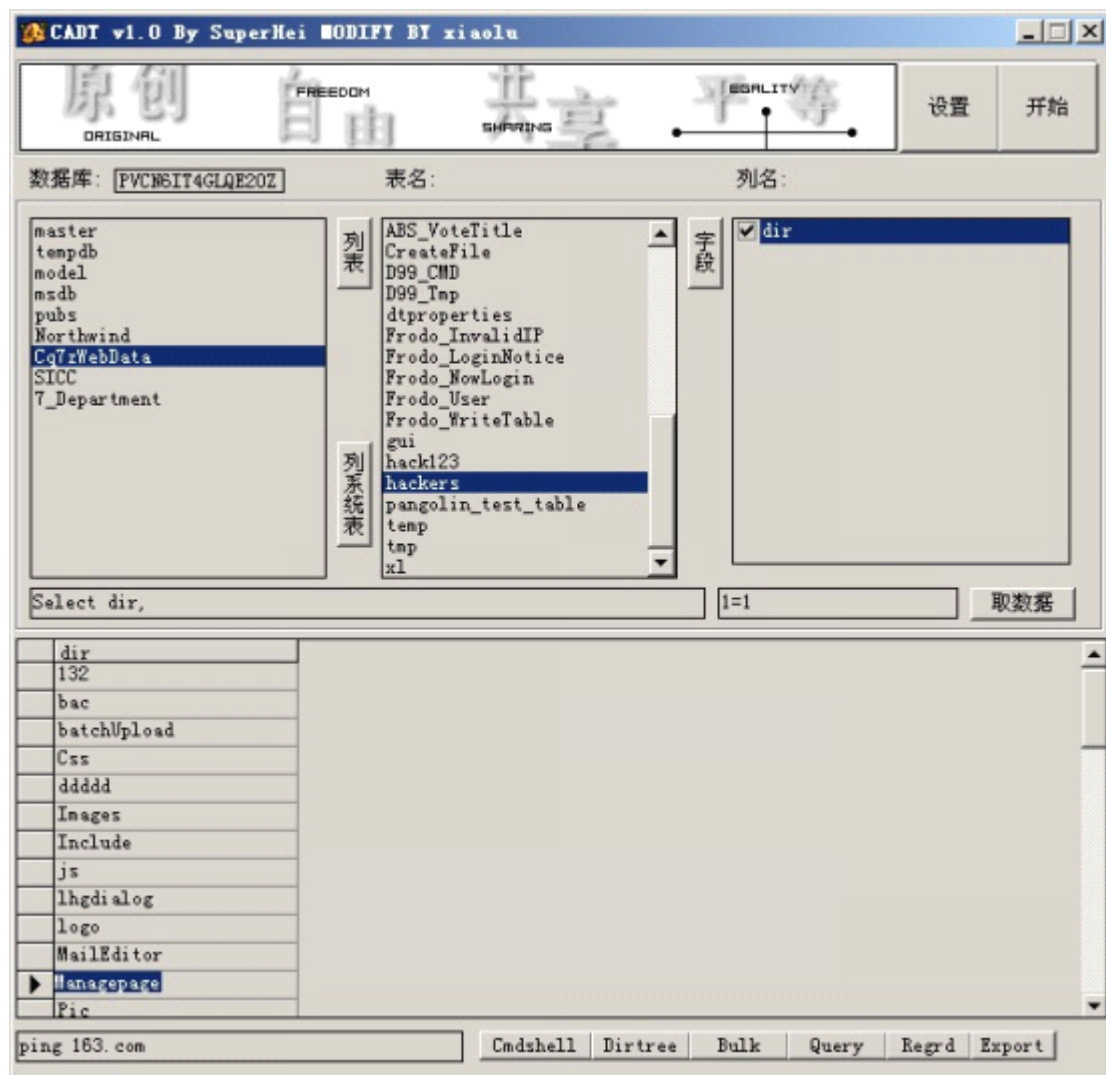 CADT v1.0 By SuperHei MODIFY BY xiaolu
原创 自由 共享 平等
ORIGINAL FREEDOM SHARING EGALITY
设置 开始
数据库: PVCN6IT4GLQE2OZ 表名: 列名:
master
tempdb
model
msdb
pubs
Northwind
Cq7zWebData
SICC
7_Department
列表
列系统表
ABS_VoteTitle
CreateFile
D99_CMD
D99_Tmp
dtproperties
Frodo_InvalidIP
Frodo_LoginNotice
Frodo_NowLogin
Frodo_User
Frodo_WriteTable
gui
hack123
hackers
pangolin_test_table
temp
tmp
xl
字段
dir
Select dir, 1=1 取数据
dir
132
bac
batchUpload
Css
ddddd
Images
Include
js
lhgdialog
logo
MailEditor
Managepage
Pic
ping 163.com Cmdshell Dirtree Bulk Query Regrd Export